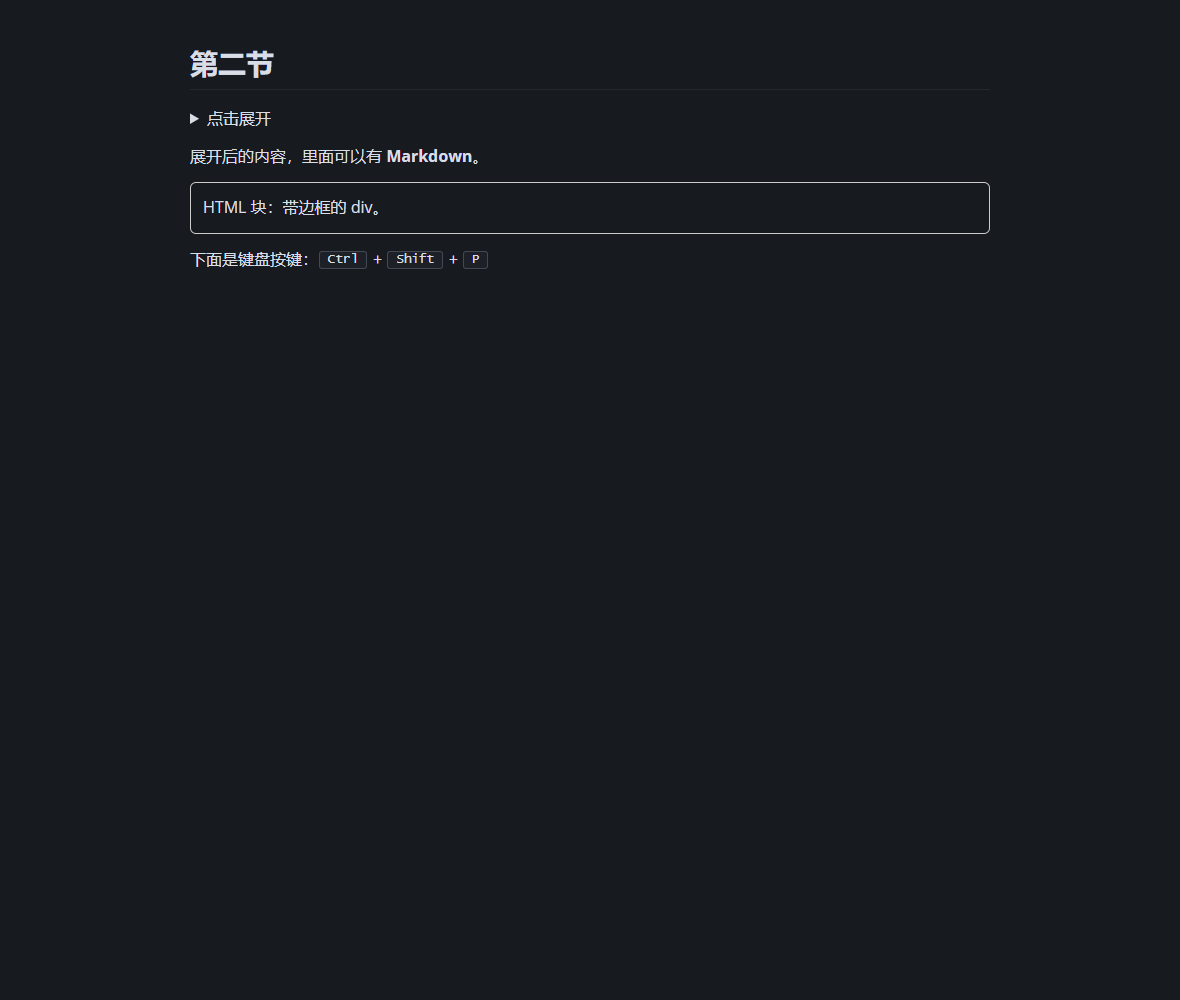 第二节
点击展开
展开后的内容，里面可以有 Markdown。
HTML 块：带边框的 div。
下面是键盘按键：Ctrl + Shift + P